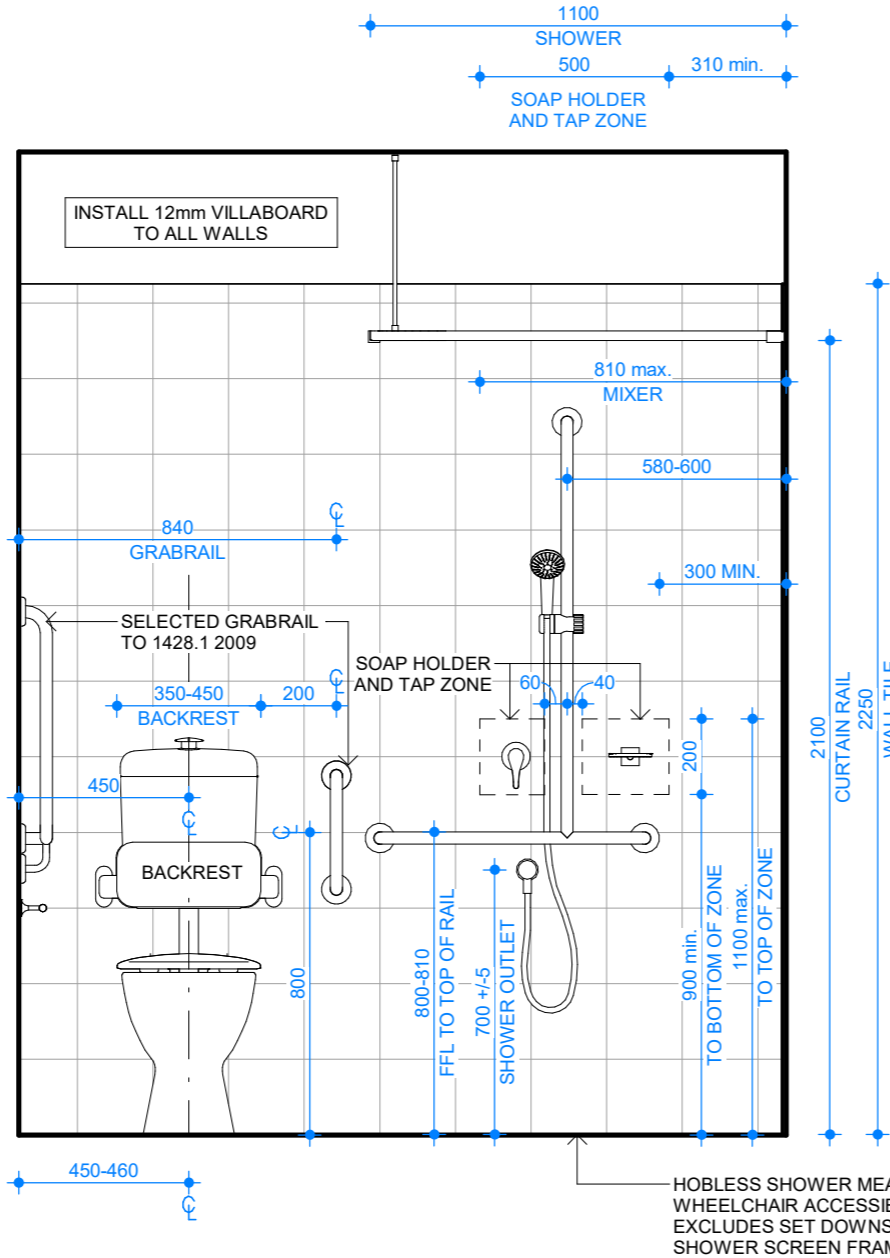 1100
SHOWER
500
310 min.
SOAP HOLDER
AND TAP ZONE
INSTALL 12mm VILLABOARD
TO ALL WALLS
810 max.
MIXER
580-600
840
GRABRAIL
300 MIN.
SELECTED GRABRAIL
TO 1428.1 2009
SOAP HOLDER
AND TAP ZONE
60
40
350-450
BACKREST
200
450
BACKREST
200
800
800-810
FFL TO TOP OF RAIL
700 +/-5
SHOWER OUTLET
900 min.
TO BOTTOM OF ZONE
1100 max.
TO TOP OF ZONE
2100
CURTAIN RAIL
2250
WALL TILE
450-460
HOBLESS SHOWER
WHEELCHAIR
EXCLUDES SET DOWNS
SHOWER SCREEN